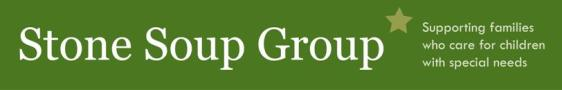 Stone Soup Group
Supporting families
who care for children
with special needs